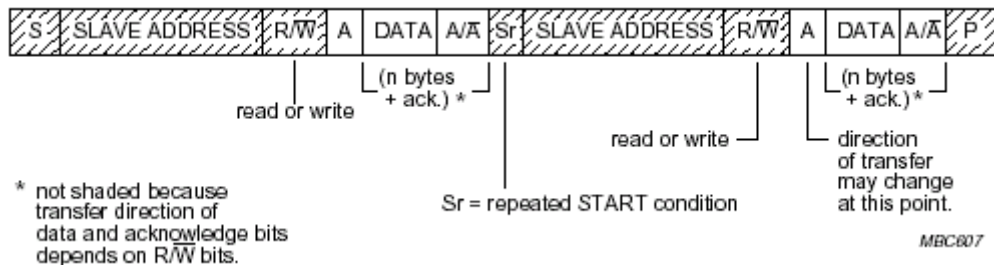 S SLAVE ADDRESS R/W̅ A DATA A/A̅ Sr SLAVE ADDRESS R/W̅ A DATA A/A̅ P
(n bytes
+ ack.) *
(n bytes
+ ack.) *
read or write
read or write
direction
of transfer
may change
at this point.
* not shaded because
transfer direction of
data and acknowledge bits
depends on R/W̅ bits.
Sr = repeated START condition
MBC607